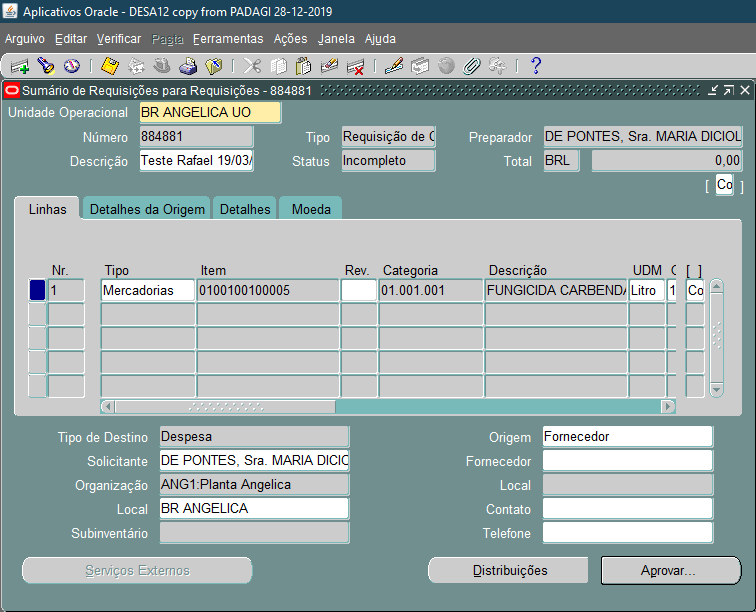 Aplicativos Oracle - DESA12 copy from PADAGI 28-12-2019
Arquivo Editar Verificar Pasta Ferramentas Ações Janela Ajuda
Sumário de Requisições para Requisições - 884881
Unidade Operacional BR ANGELICA UO
Número 884881 Tipo Requisição de C Preparador DE PONTES, Sra. MARIA DICIOL
Descrição Teste Rafael 19/03/ Status Incompleto Total BRL 0,00
[ Co ]
Linhas Detalhes da Origem Detalhes Moeda
Nr. Tipo Item Rev. Categoria Descrição UDM C [ ]
1 Mercadorias 0100100100005 01.001.001 FUNGICIDA CARBENDA Litro 1 Co
Tipo de Destino Despesa Origem Fornecedor
Solicitante DE PONTES, Sra. MARIA DICIO Fornecedor
Organização ANG1:Planta Angelica Local
Local BR ANGELICA Contato
Subinventário Telefone
Serviços Externos Distribuições Aprovar...